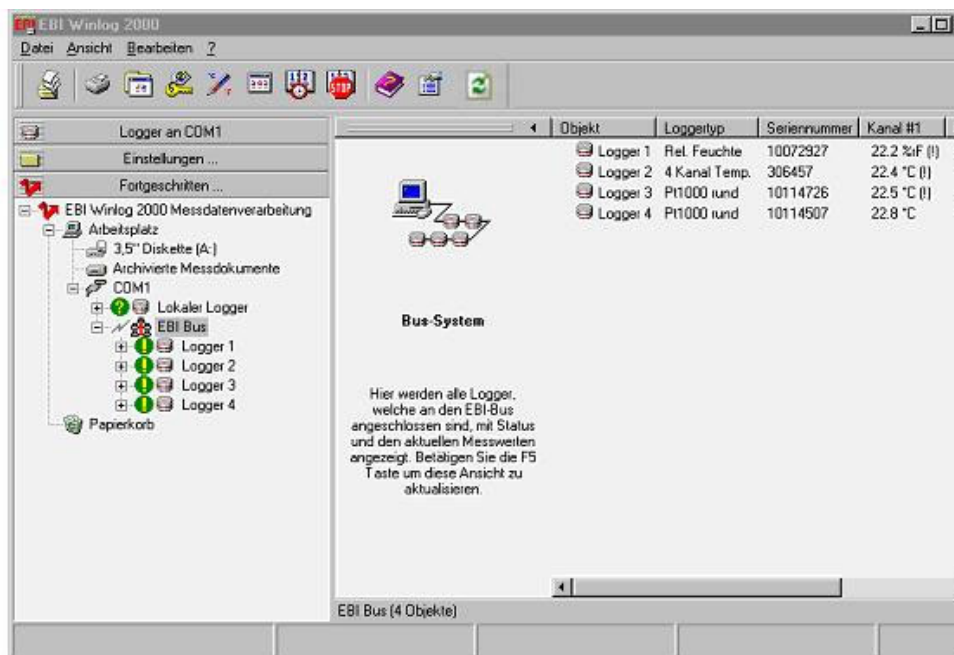 EBI EBI Winlog 2000
Datei Ansicht Bearbeiten ?
Logger an COM1
Einstellungen ...
Fortgeschritten ...
EBI Winlog 2000 Messdatenverarbeitung
Arbeitsplatz
3,5" Diskette (A:)
Archivierte Messdokumente
COM1
Lokaler Logger
EBI Bus
Logger 1
Logger 2
Logger 3
Logger 4
Papierkorb
Bus-System
Hier werden alle Logger,
welche an den EBI-Bus
angeschlossen sind, mit Status
und den aktuellen Messwerten
angezeigt. Betätigen Sie die F5
Taste um diese Ansicht zu
aktualisieren.
Objekt Loggertyp Seriennummer Kanal #1
Logger 1 Rel. Feuchte 10072927 22.2 %rF (!)
Logger 2 4 Kanal Temp. 306457 22.4 °C (!)
Logger 3 Pt1000 rund 10114726 22.5 °C (!)
Logger 4 Pt1000 rund 10114507 22.8 °C
EBI Bus (4 Objekte)